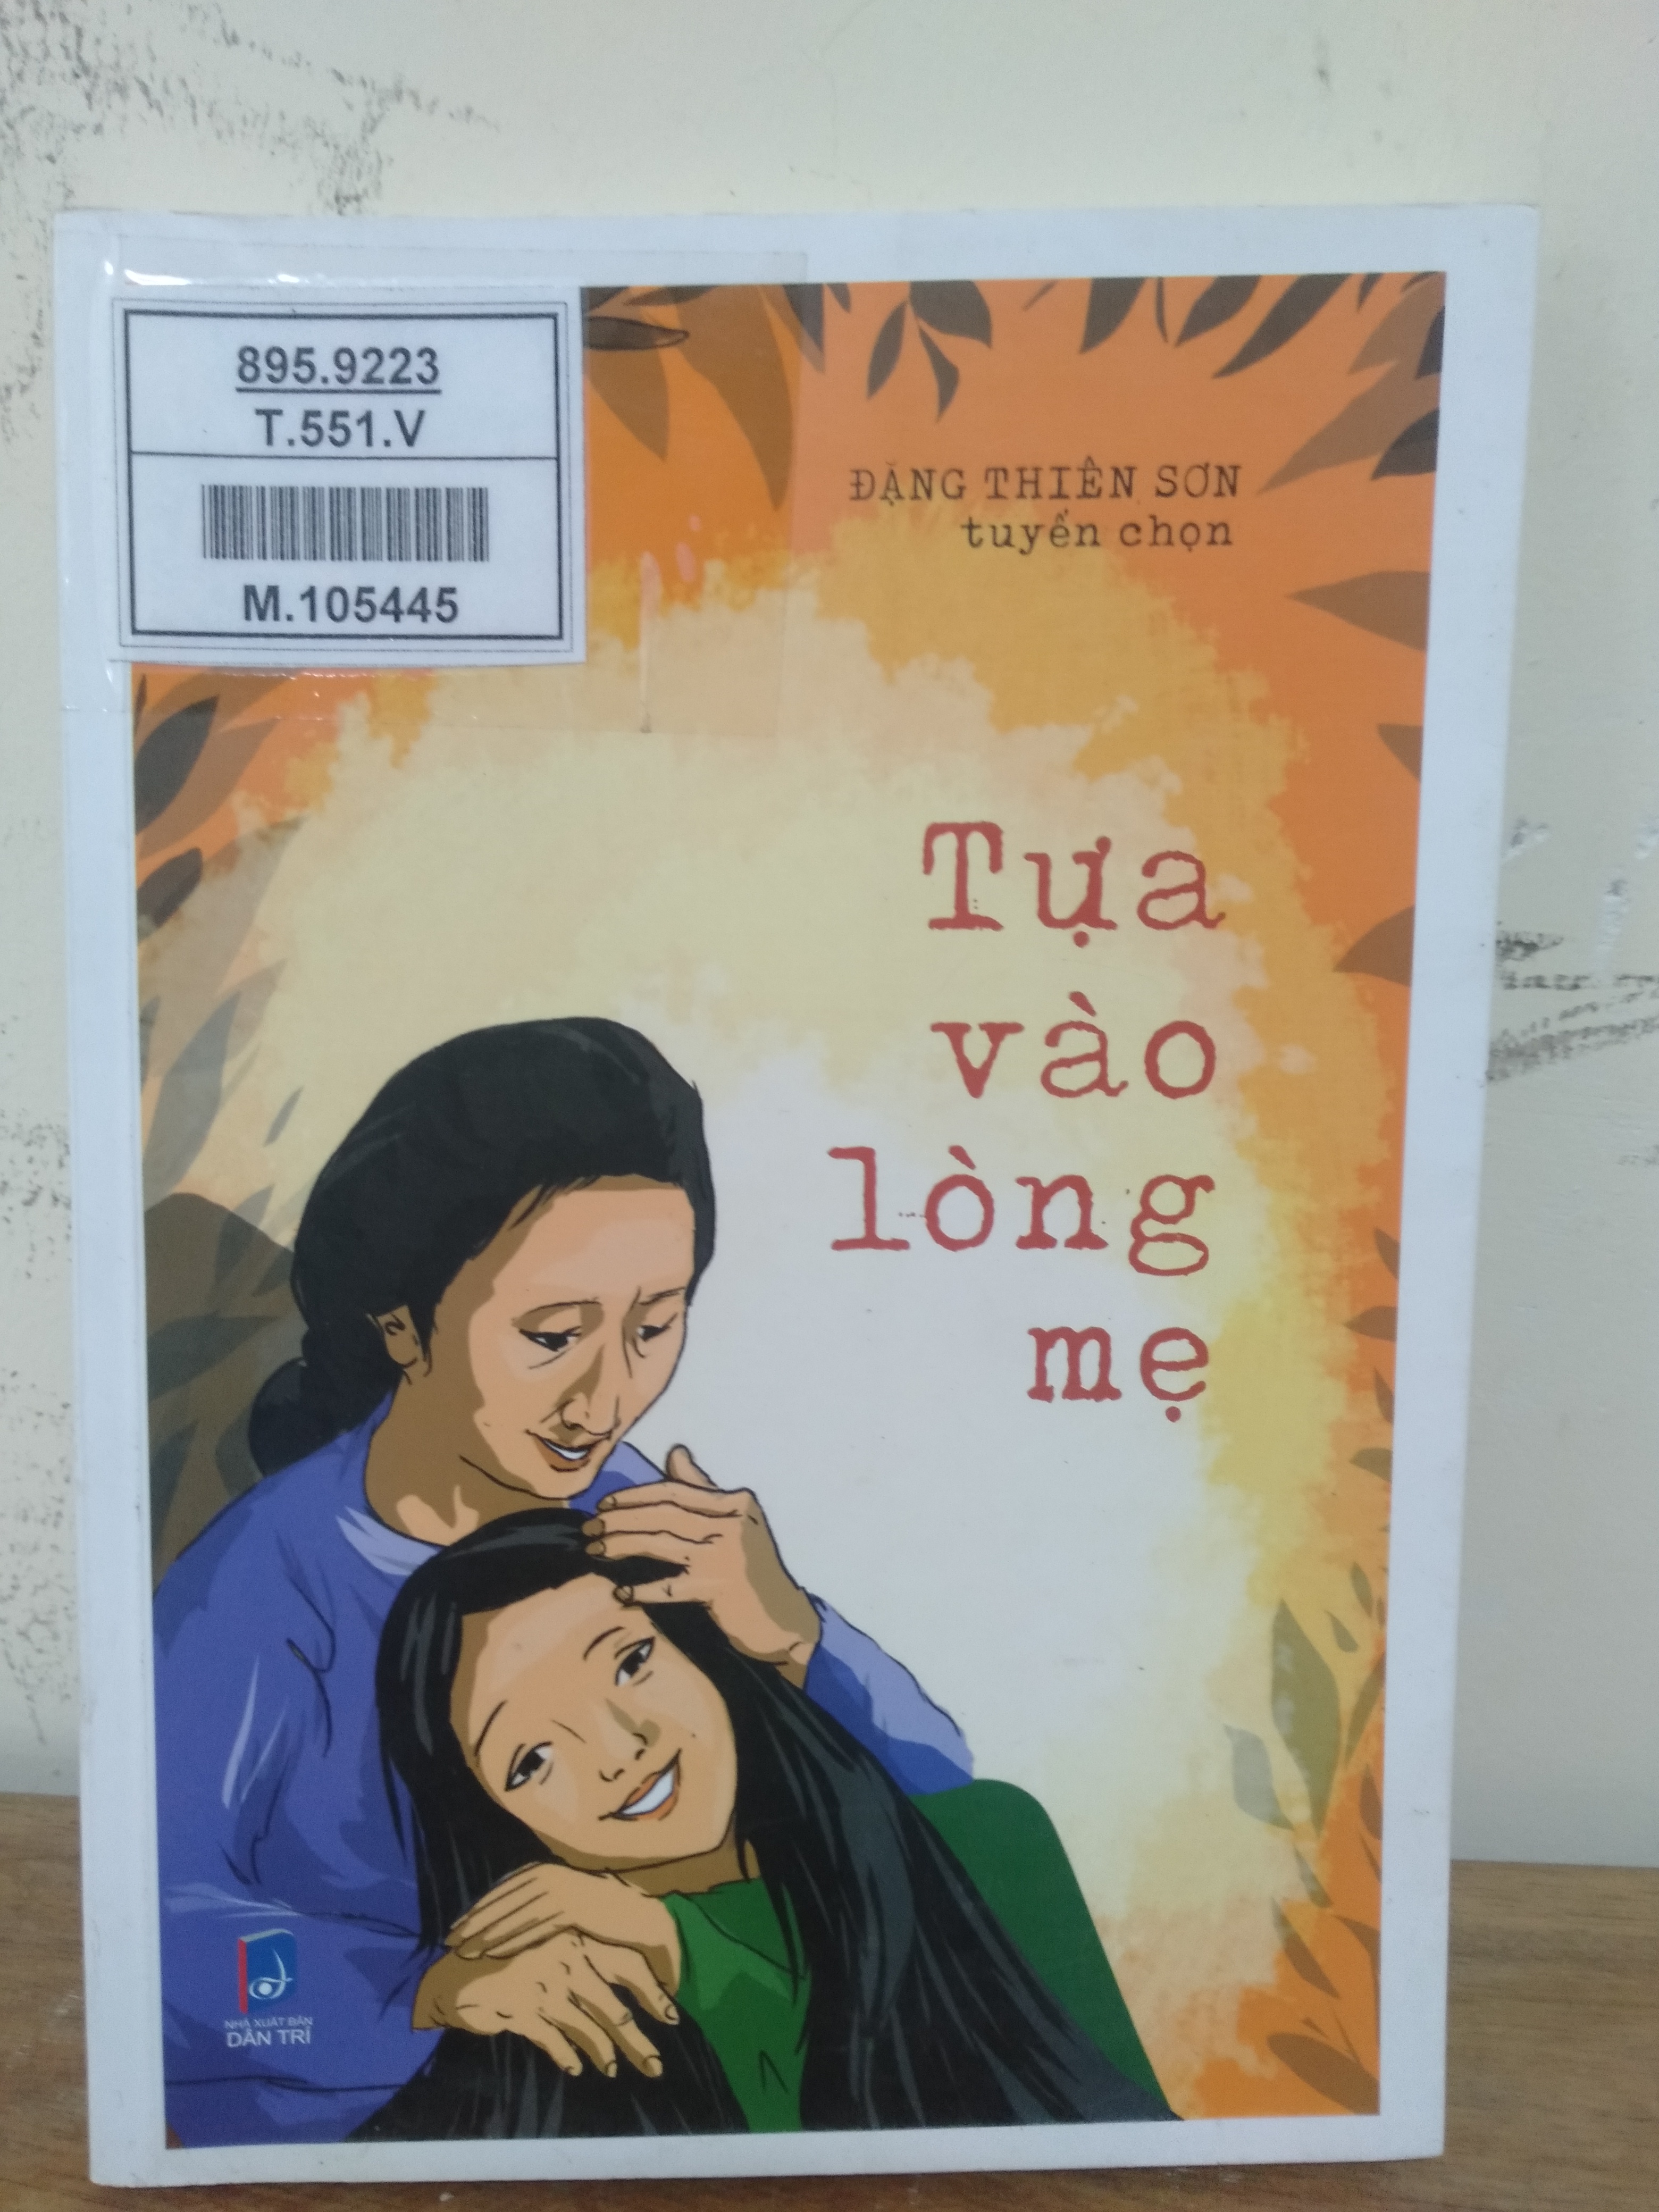 895.9223
T.551.V
M.105445
ĐẶNG THIÊN SƠN
tuyển chọn
Tựa
vào
lòng
mẹ
NHÀ XUẤT BẢN
DÂN TRÍ